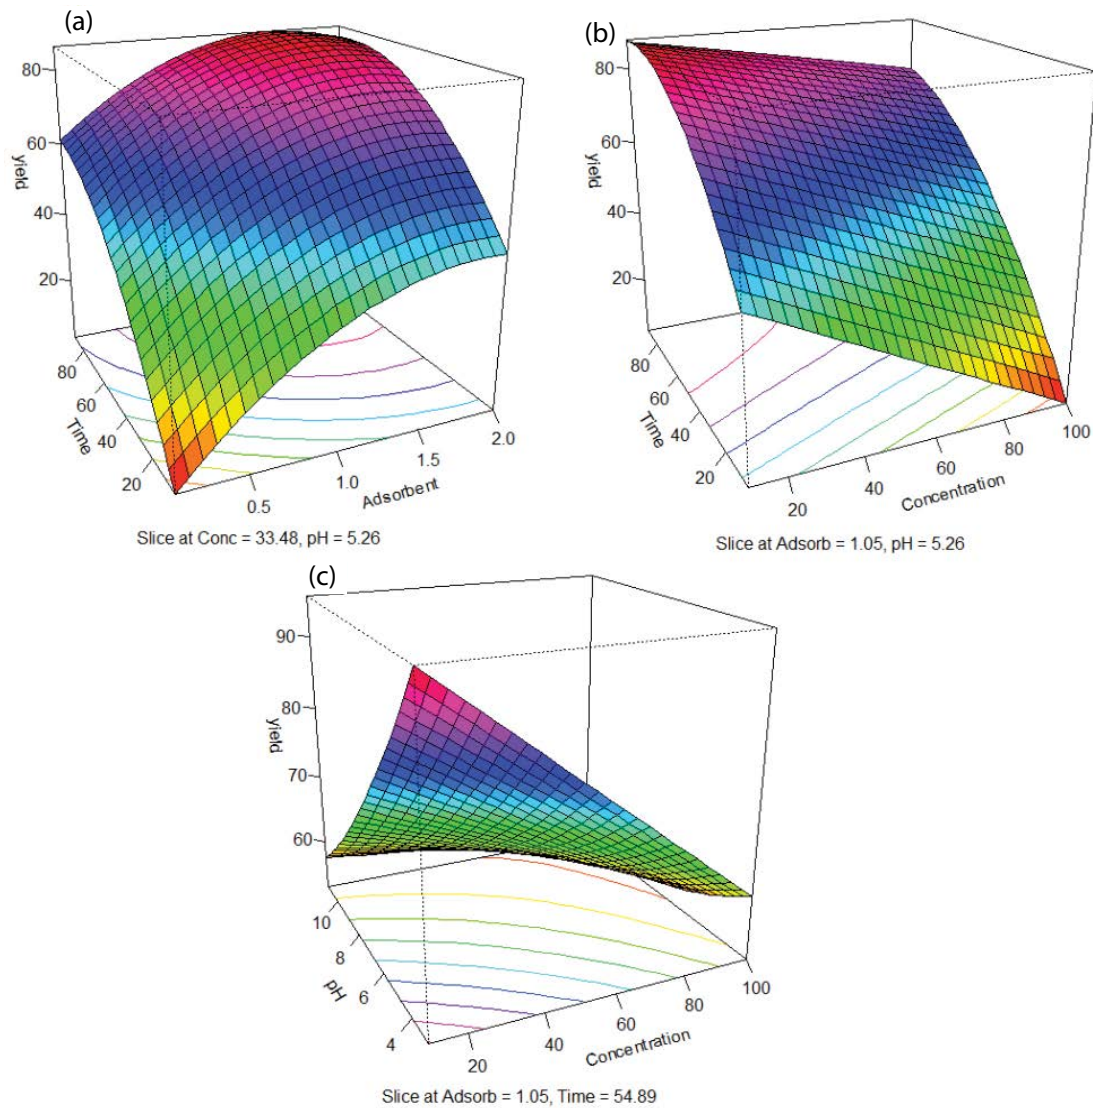 (a)
80
60
40
20
yield
80
60
40
20
Time
0.5
1.0
1.5
2.0
Adsorbent
Slice at Conc = 33.48, pH = 5.26
(b)
80
60
40
20
yield
80
60
40
20
Time
20
40
60
80
100
Concentration
Slice at Adsorb = 1.05, pH = 5.26
(c)
90
80
70
60
yield
10
8
6
4
pH
20
40
60
80
100
Concentration
Slice at Adsorb = 1.05, Time = 54.89